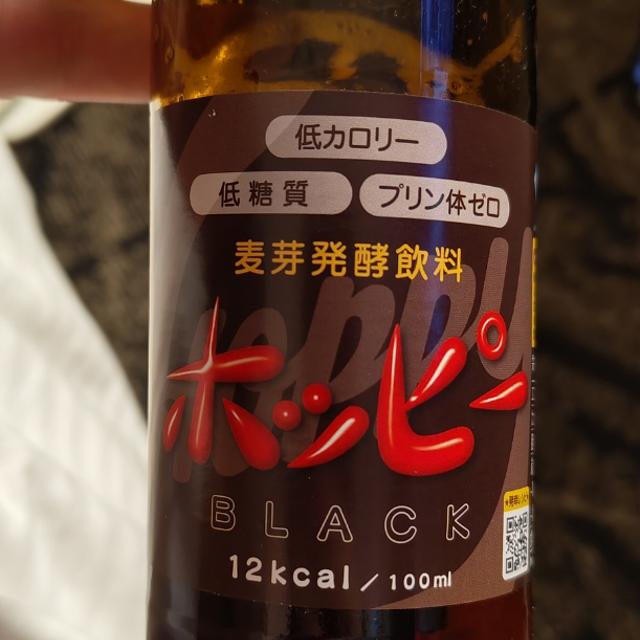 低カロリー
低糖質 プリン体ゼロ
麦芽発酵飲料
Hoppy
ホッピー
BLACK
12kcal/100ml